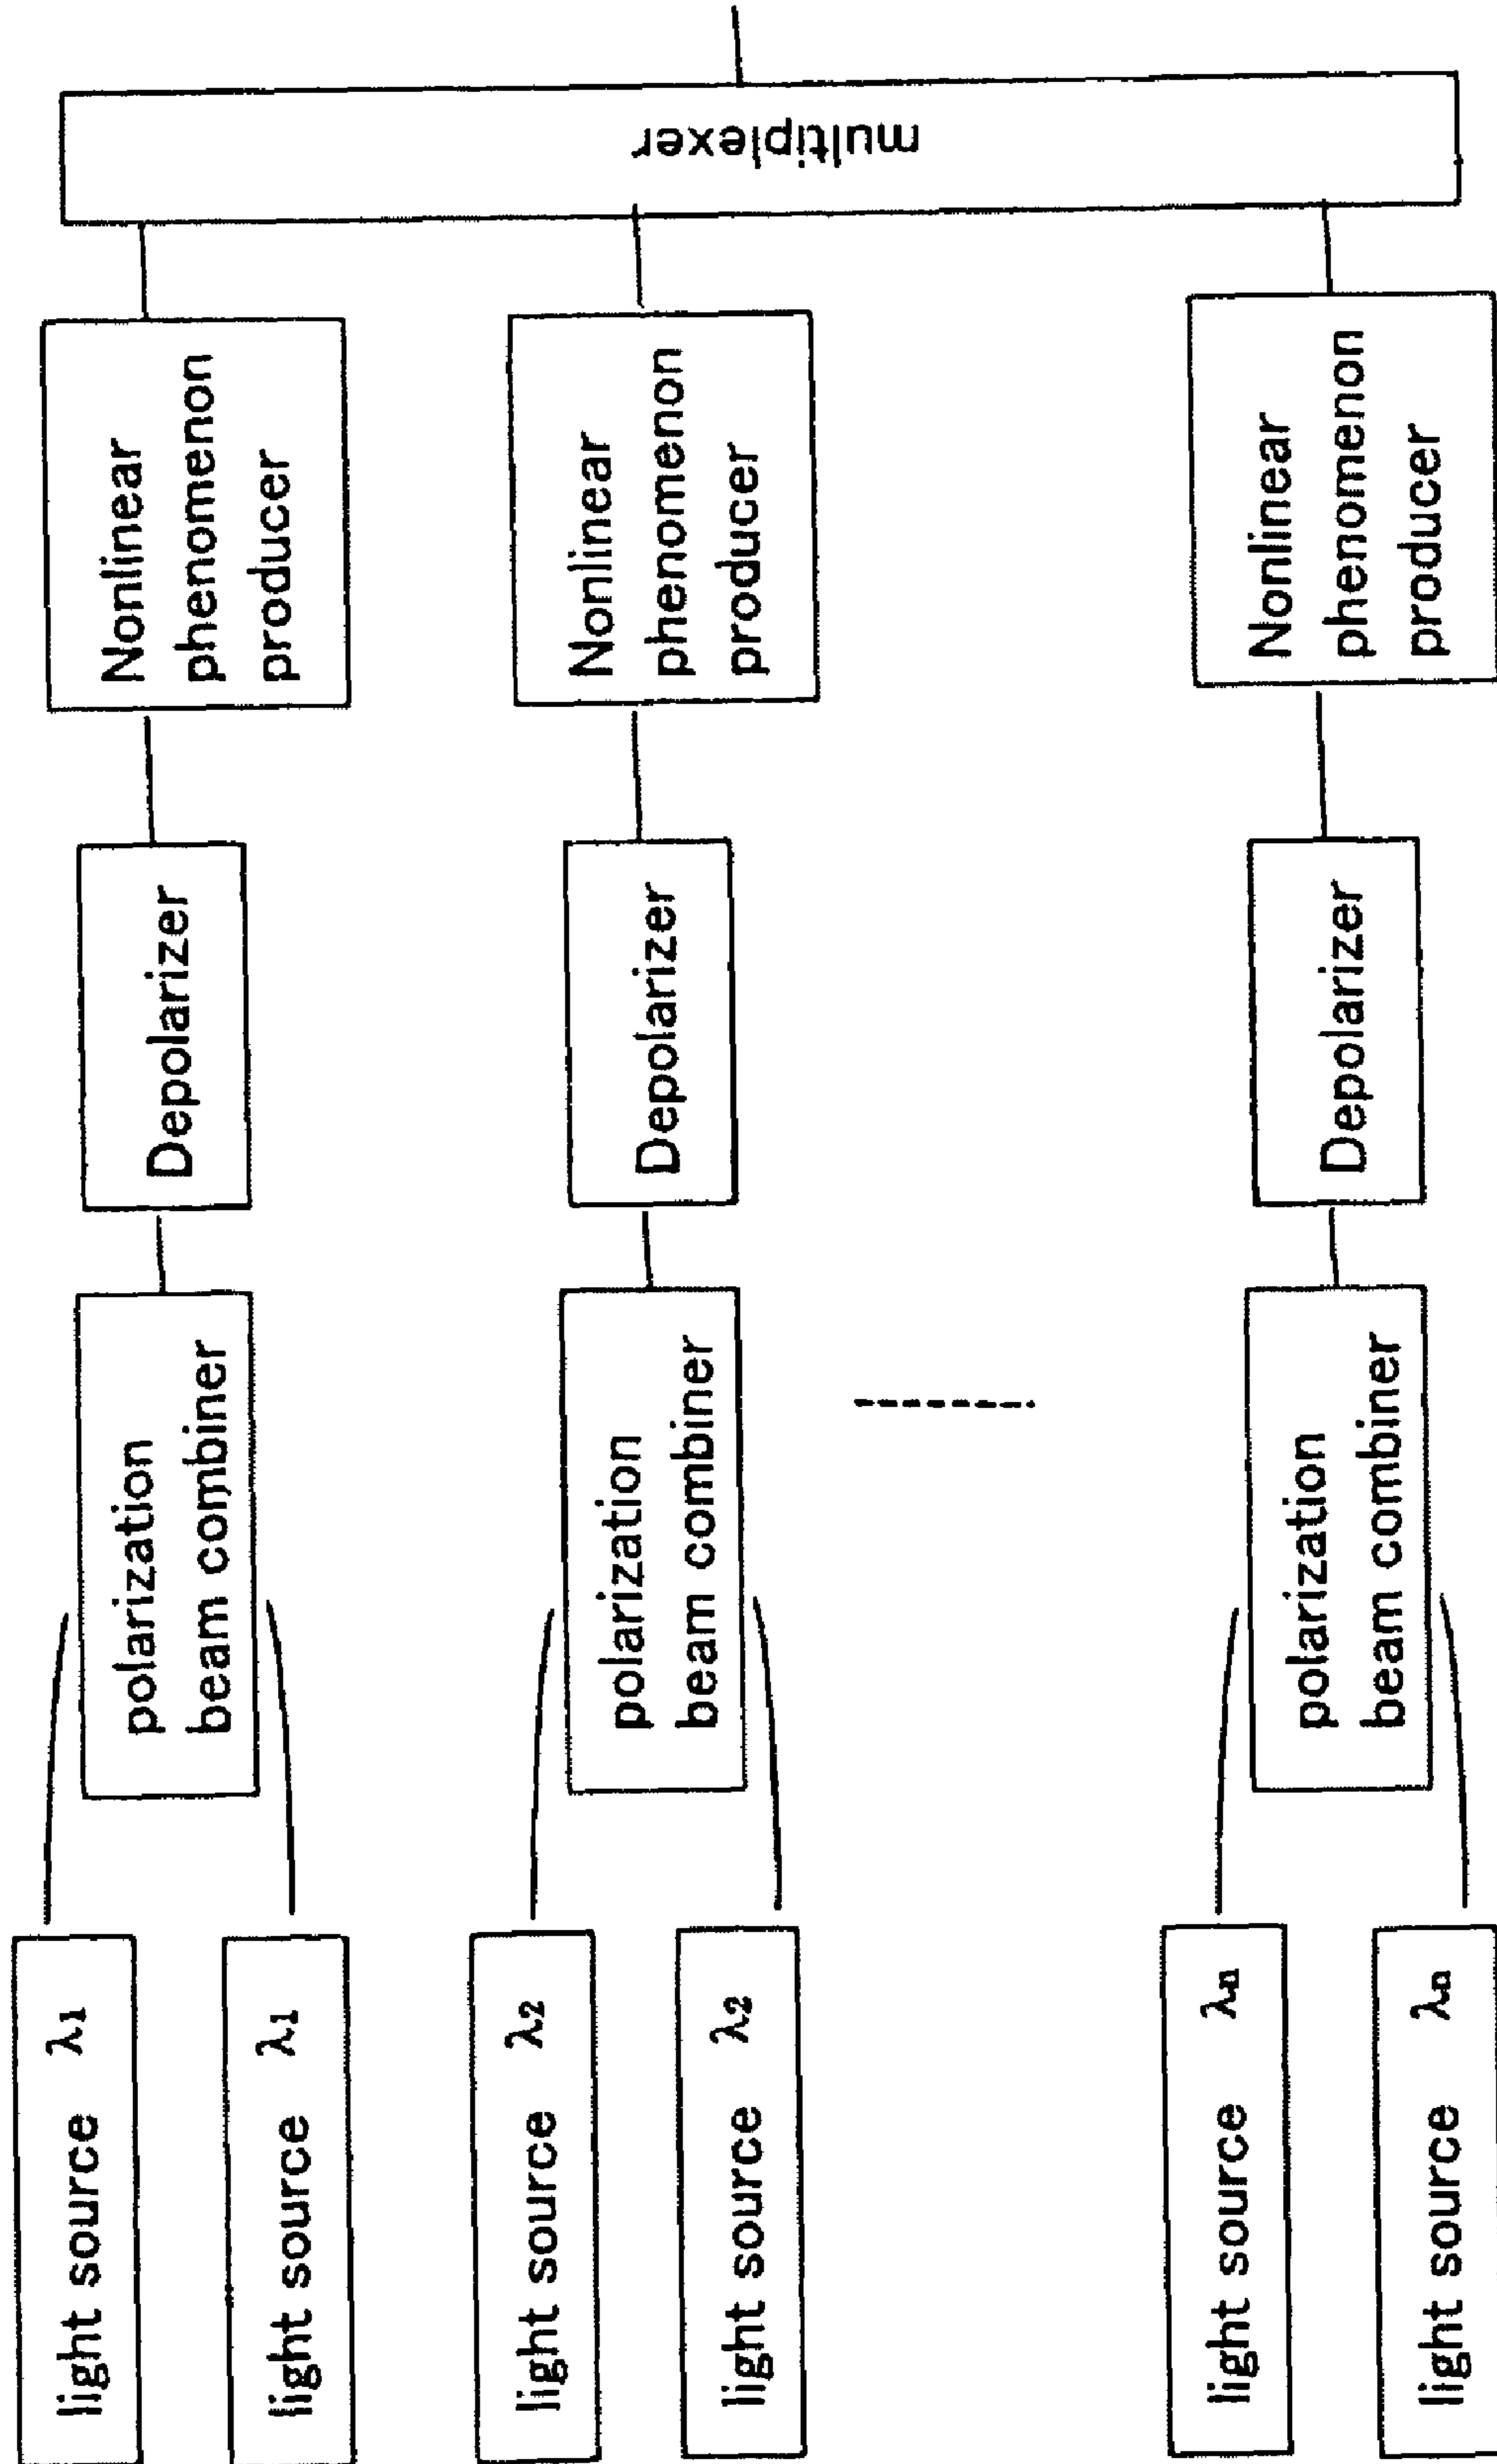 light source λ1
light source λ1
polarization
beam combiner
Depolarizer
Nonlinear
phenomenon
producer
light source λ2
light source λ2
polarization
beam combiner
Depolarizer
Nonlinear
phenomenon
producer
light source λn
light source λn
polarization
beam combiner
Depolarizer
Nonlinear
phenomenon
producer
multiplexer